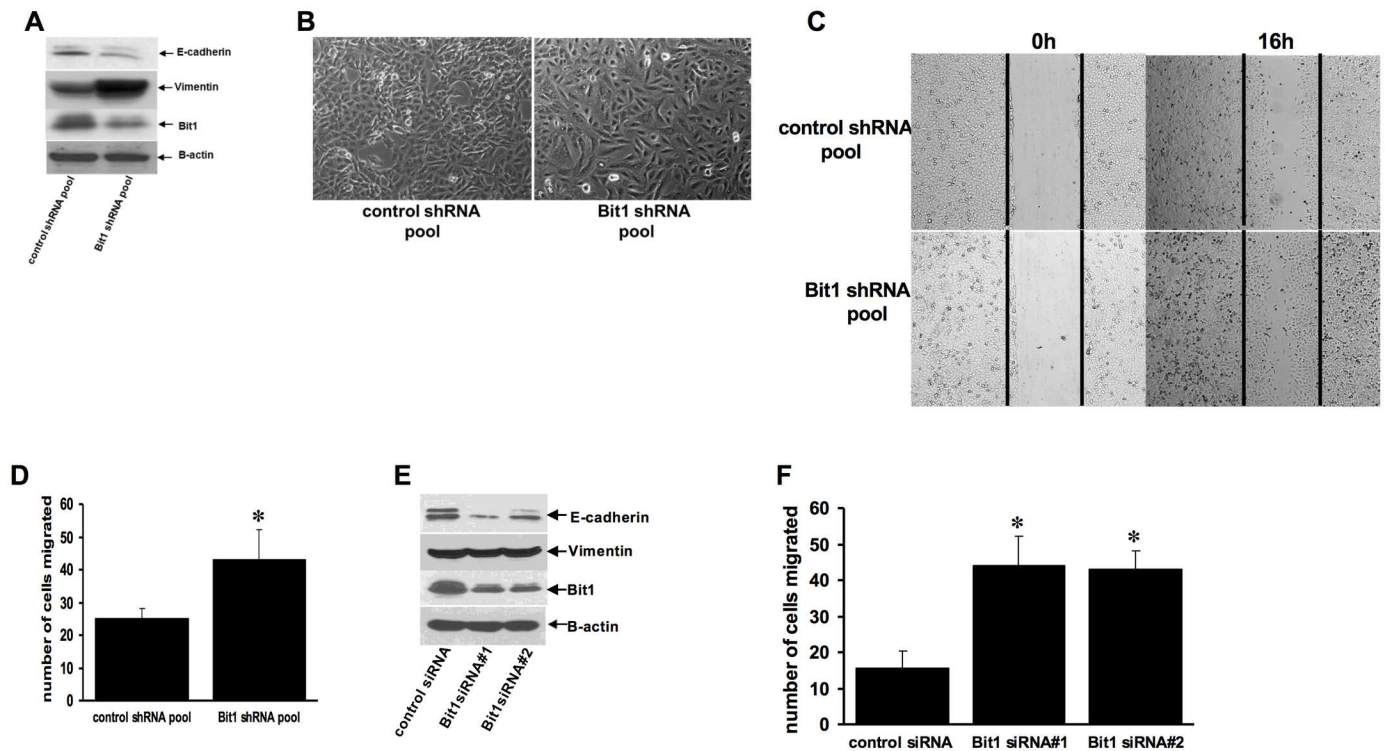 A
E-cadherin
Vimentin
Bit1
B-actin
control shRNA pool
Bit1 shRNA pool
B
control shRNA
pool
Bit1 shRNA
pool
C
0h
16h
control shRNA
pool
Bit1 shRNA
pool
D
number of cells migrated
60
50
40
30
20
10
0
*
control shRNA pool
Bit1 shRNA pool
E
E-cadherin
Vimentin
Bit1
B-actin
control siRNA
Bit1siRNA#1
Bit1siRNA#2
F
number of cells migrated
60
50
40
30
20
10
0
*
*
control siRNA
Bit1 siRNA#1
Bit1 siRNA#2